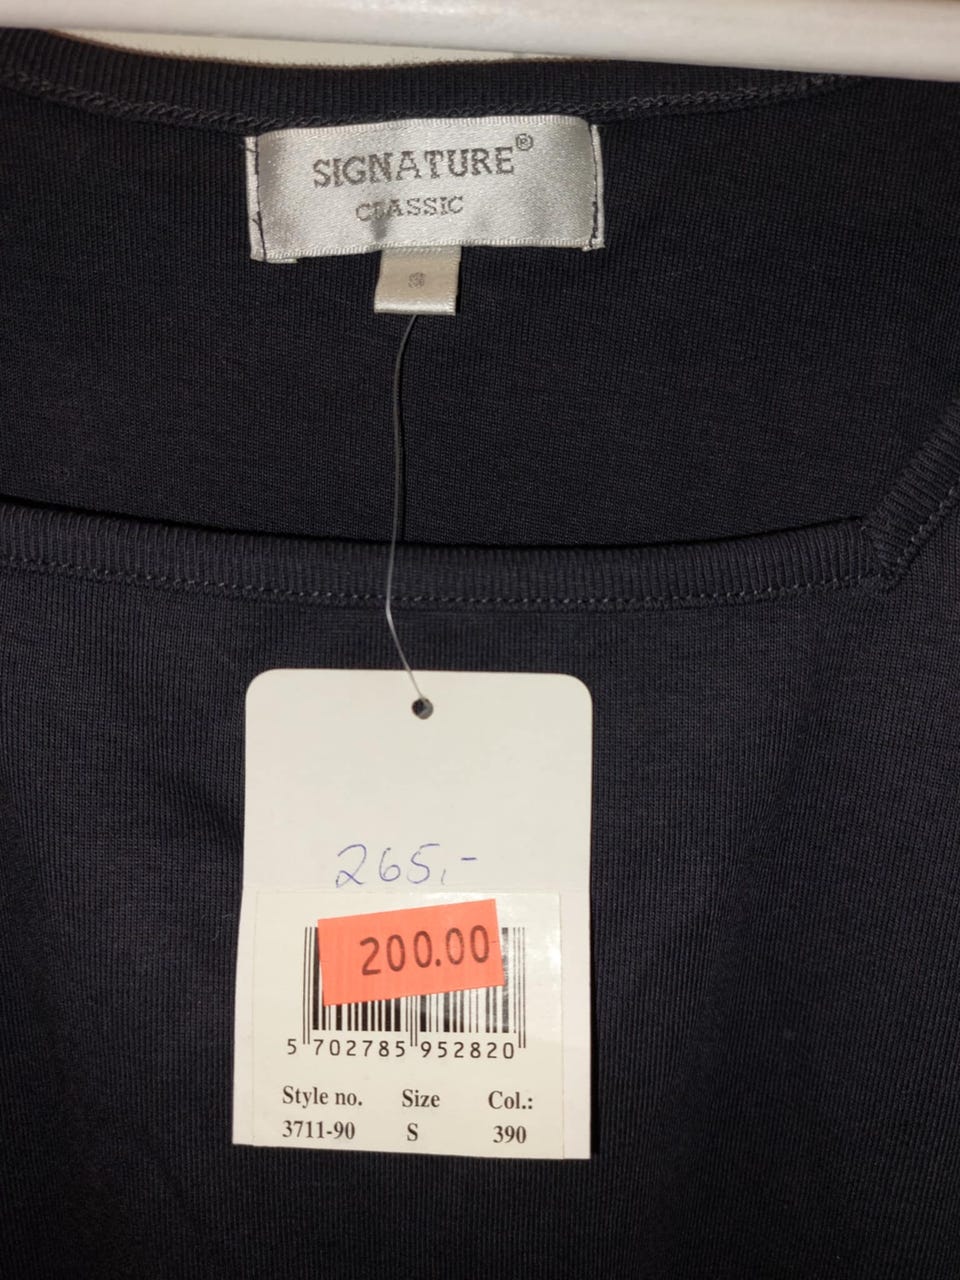 SIGNATURE®
CLASSIC
S
265,-
200.00
5 702785 952820
Style no. Size Col.:
3711-90 S 390